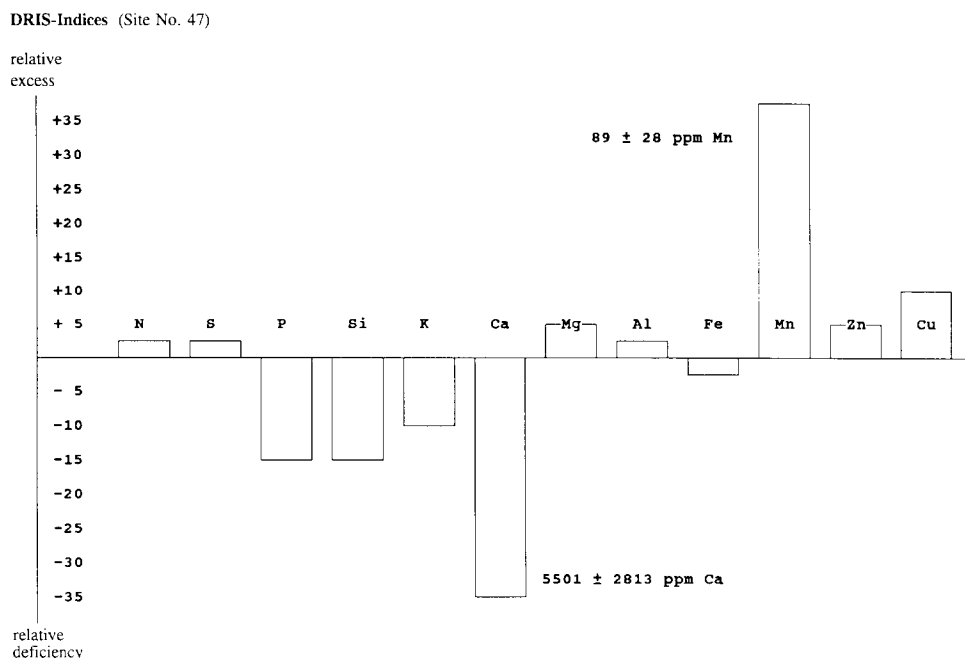 DRIS-Indices (Site No. 47)
relative
excess
+35
89 ± 28 ppm Mn
+30
+25
+20
+15
+10
+ 5 N S P Si K Ca Mg Al Fe Mn Zn Cu
- 5
-10
-15
-20
-25
-30
5501 ± 2813 ppm Ca
-35
relative
deficiency